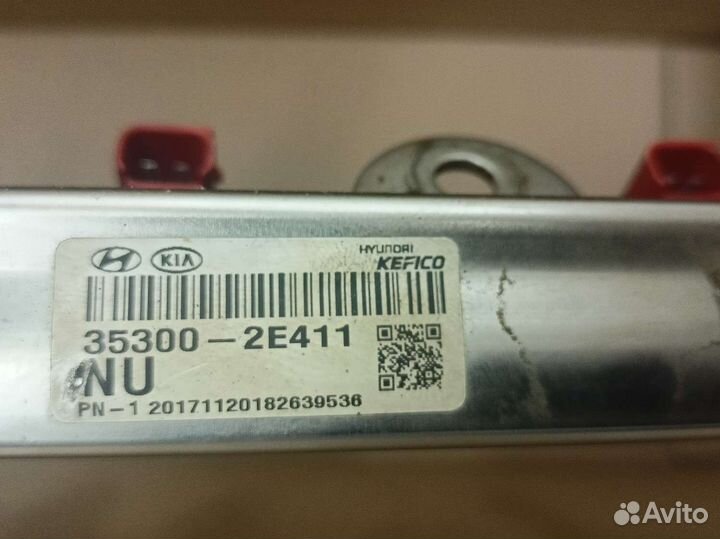 KIA
HYUNDAI
KEFICO
35300-2E411
NU
PN-1 20171120182639536
Avito